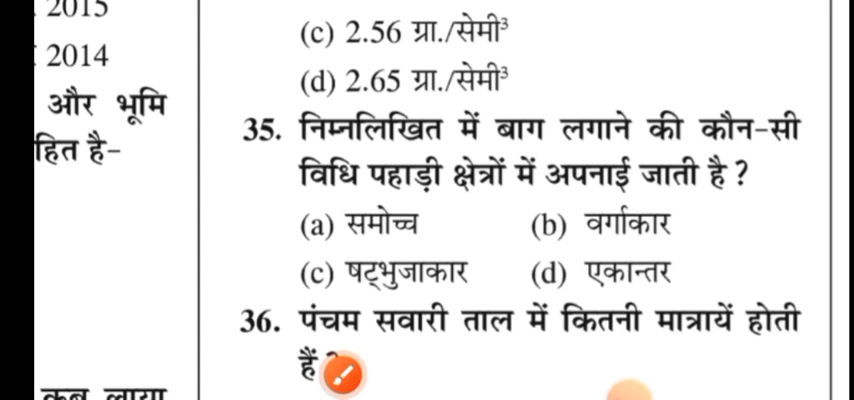 2015
2014
और भूमि
हित है–
(c) 2.56 ग्रा./सेमी³
(d) 2.65 ग्रा./सेमी³
35. निम्नलिखित में बाग लगाने की कौन-सी
विधि पहाड़ी क्षेत्रों में अपनाई जाती है ?
(a) समोच्च (b) वर्गाकार
(c) षट्भुजाकार (d) एकान्तर
36. पंचम सवारी ताल में कितनी मात्रायें होती
हैं